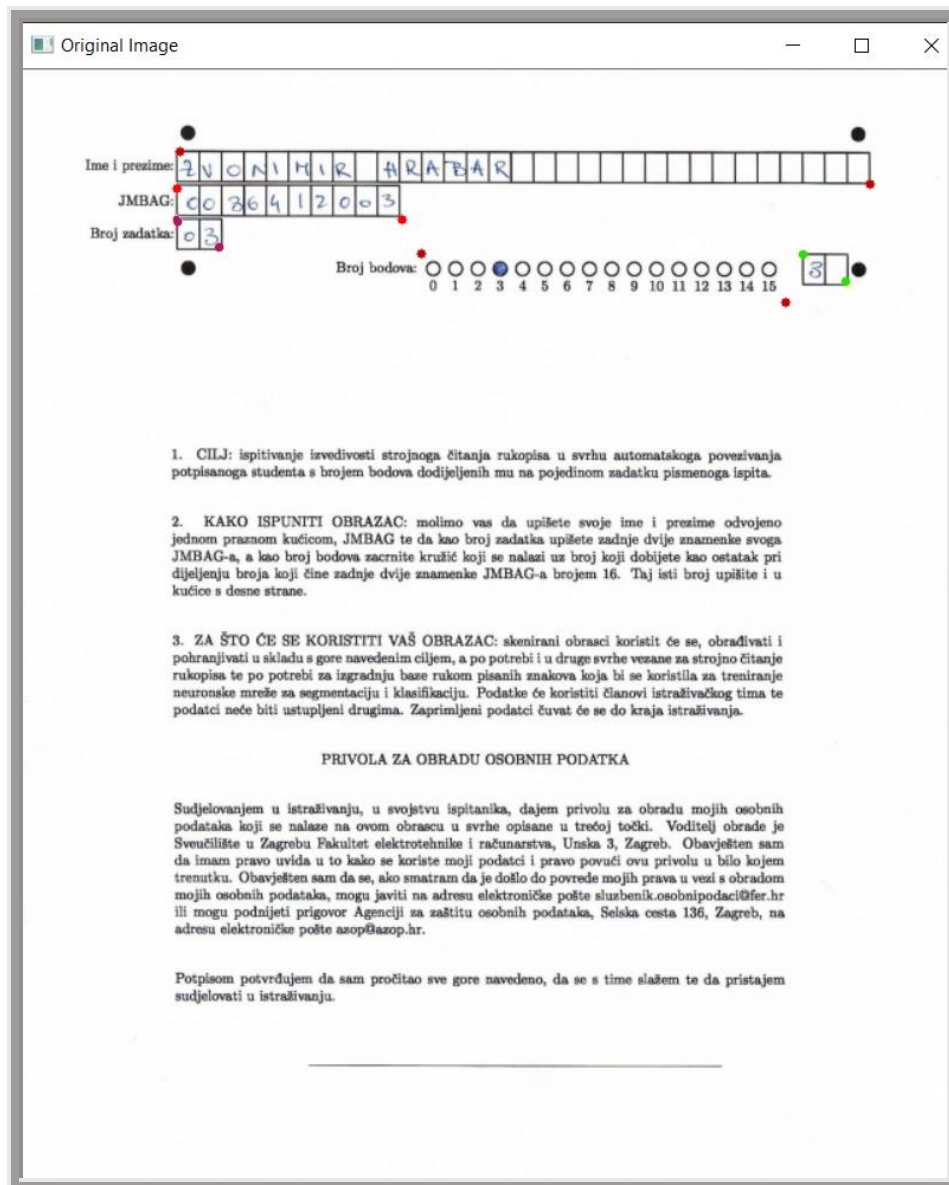 Original Image
Ime i prezime: ZVONIMIR HRABAR
JMBAG: 0036412003
Broj zadatka: 03
Broj bodova: 3
0 1 2 3 4 5 6 7 8 9 10 11 12 13 14 15
1. CILJ: ispitivanje izvedivosti strojnoga čitanja rukopisa u svrhu automatskoga povezivanja
potpisanoga studenta s brojem bodova dodijeljenih mu na pojedinom zadatku pismenoga ispita.
2. KAKO ISPUNITI OBRAZAC: molimo vas da upišete svoje ime i prezime odvojeno
jednom praznom kućicom, JMBAG te da kao broj zadatka upišete zadnje dvije znamenke svoga
JMBAG-a, a kao broj bodova zacrnite kružić koji se nalazi uz broj koji dobijete kao ostatak pri
dijeljenju broja koji čine zadnje dvije znamenke JMBAG-a brojem 16. Taj isti broj upišite i u
kućice s desne strane.
3. ZA ŠTO ĆE SE KORISTITI VAŠ OBRAZAC: skenirani obrasci koristit će se, obrađivati i
pohranjivati u skladu s gore navedenim ciljem, a po potrebi i u druge svrhe vezane za strojno čitanje
rukopisa te po potrebi za izgradnju baze rukom pisanih znakova koja bi se koristila za treniranje
neuronske mreže za segmentaciju i klasifikaciju. Podatke će koristiti članovi istraživačkog tima te
podatci neće biti ustupljeni drugima. Zaprimljeni podatci čuvat će se do kraja istraživanja.
PRIVOLA ZA OBRADU OSOBNIH PODATKA
Sudjelovanjem u istraživanju, u svojstvu ispitanika, dajem privolu za obradu mojih osobnih
podataka koji se nalaze na ovom obrascu u svrhe opisane u trećoj točki. Voditelj obrade je
Sveučilište u Zagrebu Fakultet elektrotehnike i računarstva, Unska 3, Zagreb. Obavješten sam
da imam pravo uvida u to kako se koriste moji podatci i pravo povući ovu privolu u bilo kojem
trenutku. Obavješten sam da se, ako smatram da je došlo do povrede mojih prava u vezi s obradom
mojih osobnih podataka, mogu javiti na adresu elektroničke pošte sluzbenik.osobnipodaci@fer.hr
ili mogu podnijeti prigovor Agenciji za zaštitu osobnih podataka, Selska cesta 136, Zagreb, na
adresu elektroničke pošte azop@azop.hr.
Potpisom potvrđujem da sam pročitao sve gore navedeno, da se s time slažem te da pristajem
sudjelovati u istraživanju.